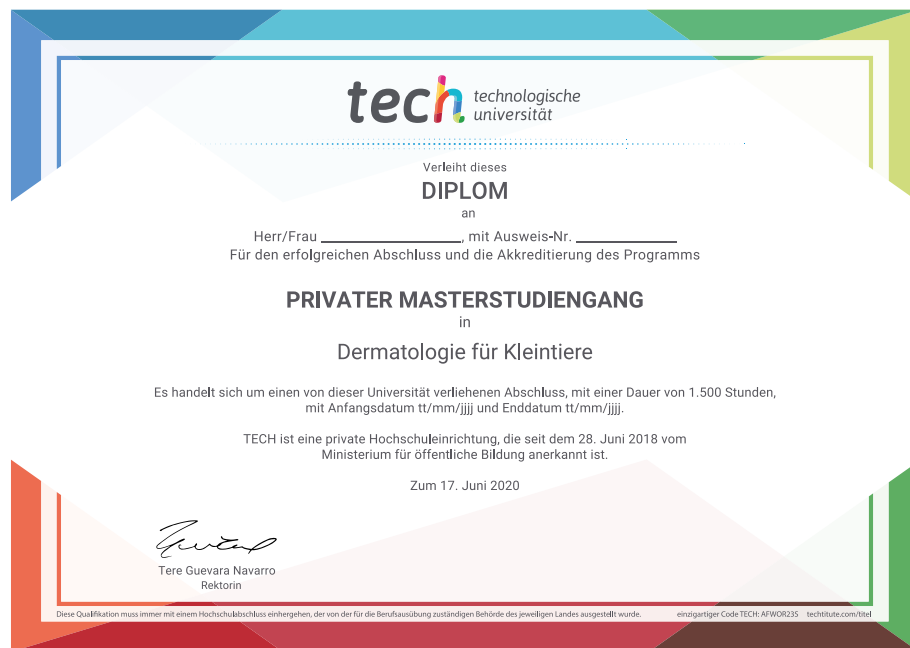 tech technologische
universität
Verleiht dieses
DIPLOM
an
Herr/Frau ____________________, mit Ausweis-Nr. __________________
Für den erfolgreichen Abschluss und die Akkreditierung des Programms
PRIVATER MASTERSTUDIENGANG
in
Dermatologie für Kleintiere
Es handelt sich um einen von dieser Universität verliehenen Abschluss, mit einer Dauer von 1.500 Stunden,
mit Anfangsdatum tt/mm/jjjj und Enddatum tt/mm/jjjj.
TECH ist eine private Hochschuleinrichtung, die seit dem 28. Juni 2018 vom
Ministerium für öffentliche Bildung anerkannt ist.
Zum 17. Juni 2020
Tere Guevara Navarro
Rektorin
Diese Qualifikation muss immer mit einem Hochschulabschluss einhergehen, der von der für die Berufsausübung zuständigen Behörde des jeweiligen Landes ausgestellt wurde. einzigartiger Code TECH: AFWOR23S techtitute.com/titel